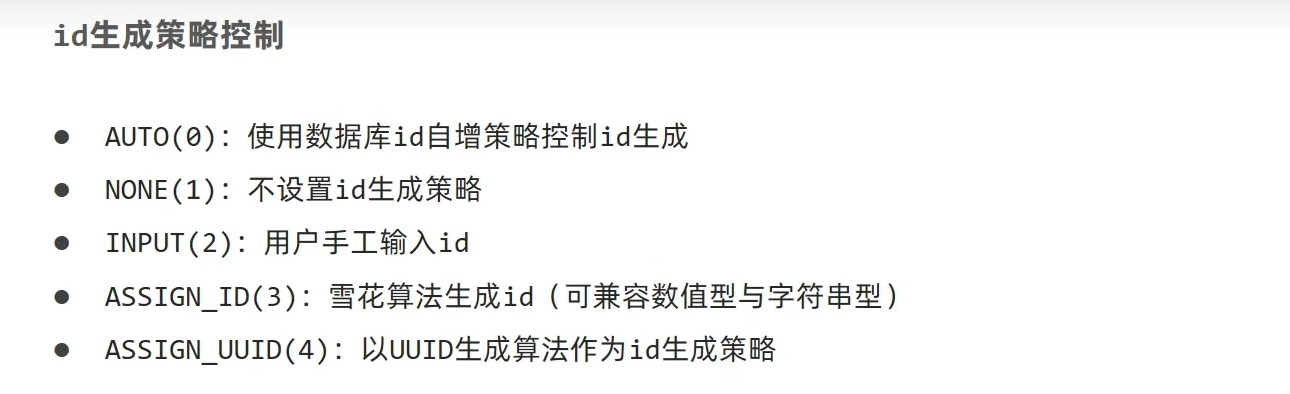 id生成策略控制
● AUTO(0)：使用数据库id自增策略控制id生成
● NONE(1)：不设置id生成策略
● INPUT(2)：用户手工输入id
● ASSIGN_ID(3)：雪花算法生成id（可兼容数值型与字符串型）
● ASSIGN_UUID(4)：以UUID生成算法作为id生成策略